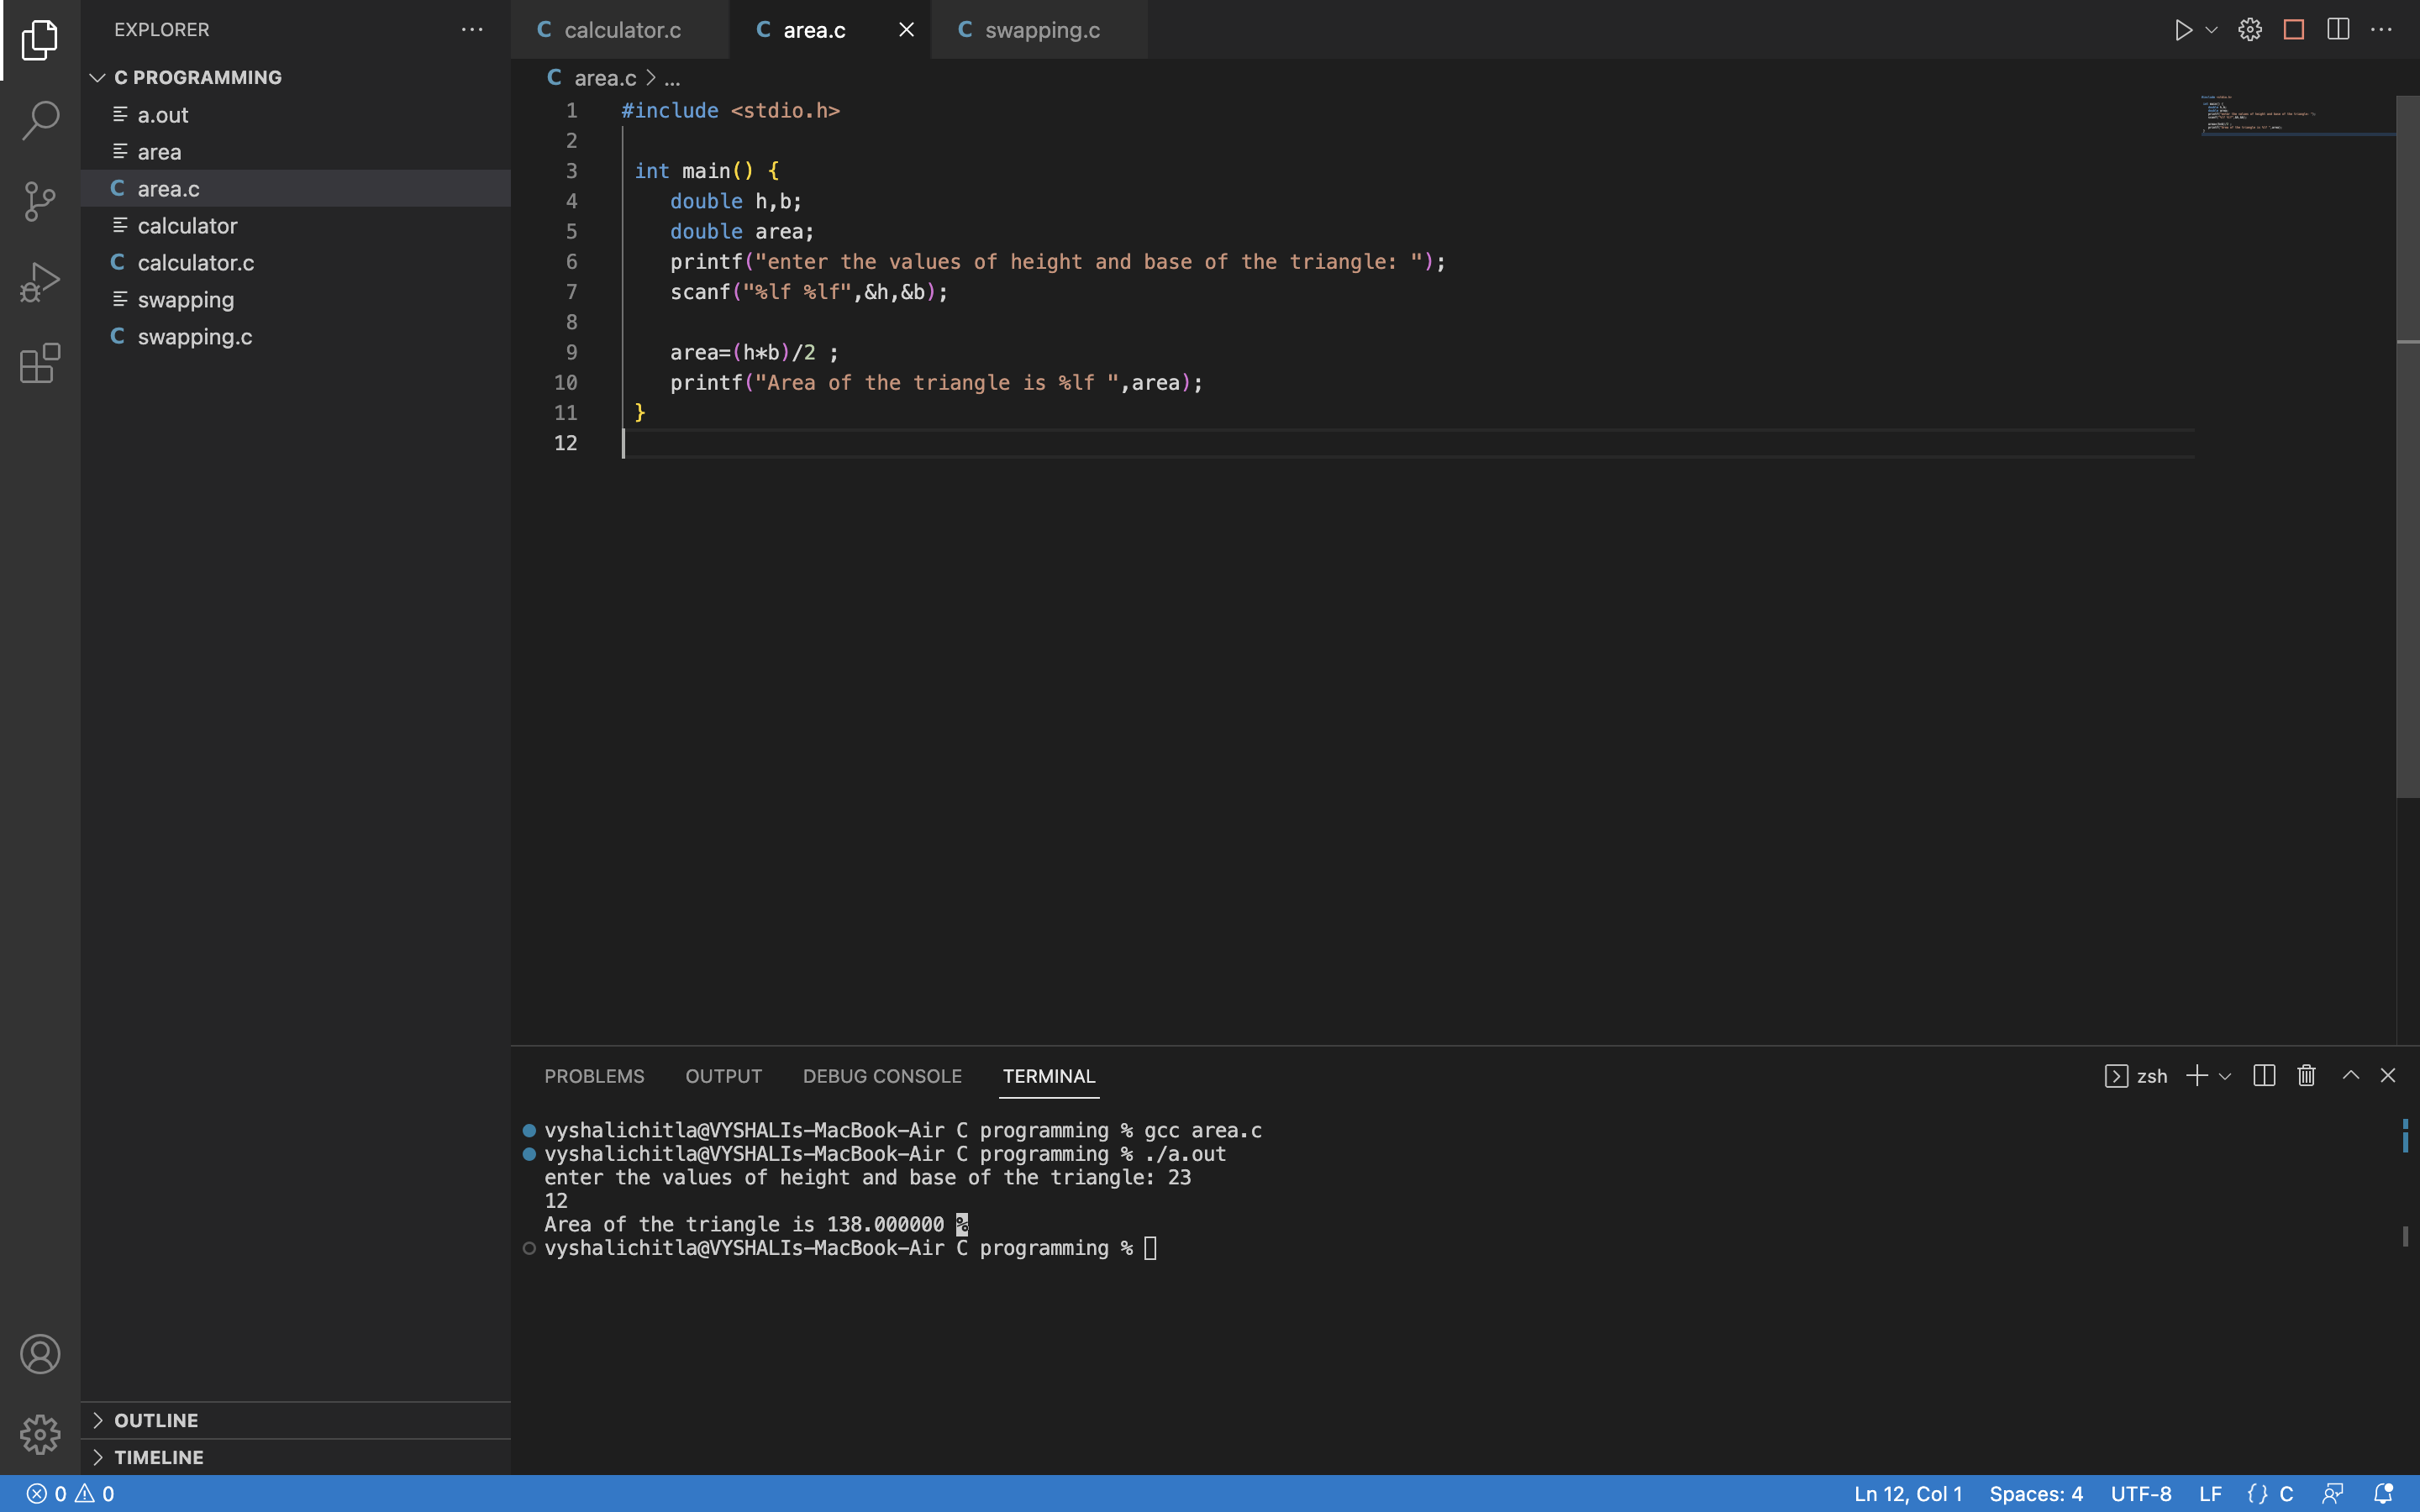 EXPLORER
C PROGRAMMING
a.out
area
C area.c
calculator
C calculator.c
swapping
C swapping.c
OUTLINE
TIMELINE
C calculator.c C area.c C swapping.c
C area.c > ...
1 #include <stdio.h>
2
3 int main() {
4 double h,b;
5 double area;
6 printf("enter the values of height and base of the triangle: ");
7 scanf("%lf %lf",&h,&b);
8
9 area=(h*b)/2 ;
10 printf("Area of the triangle is %lf ",area);
11 }
12
PROBLEMS OUTPUT DEBUG CONSOLE TERMINAL zsh
vyshalichitla@VYSHALIs-MacBook-Air C programming % gcc area.c
vyshalichitla@VYSHALIs-MacBook-Air C programming % ./a.out
enter the values of height and base of the triangle: 23
12
Area of the triangle is 138.000000 %
vyshalichitla@VYSHALIs-MacBook-Air C programming %
0 0 Ln 12, Col 1 Spaces: 4 UTF-8 LF {} C